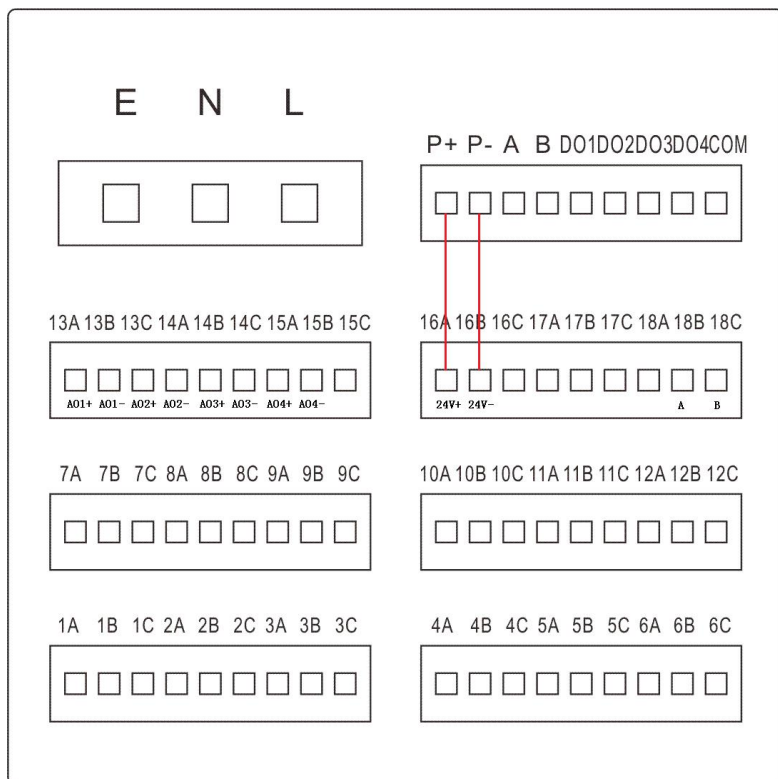 E N L
P+ P- A B DO1DO2DO3DO4COM
13A 13B 13C 14A 14B 14C 15A 15B 15C
16A 16B 16C 17A 17B 17C 18A 18B 18C
AO1+ AO1- AO2+ AO2- AO3+ AO3- AO4+ AO4-
24V+ 24V- A B
7A 7B 7C 8A 8B 8C 9A 9B 9C
10A 10B 10C 11A 11B 11C 12A 12B 12C
1A 1B 1C 2A 2B 2C 3A 3B 3C
4A 4B 4C 5A 5B 5C 6A 6B 6C